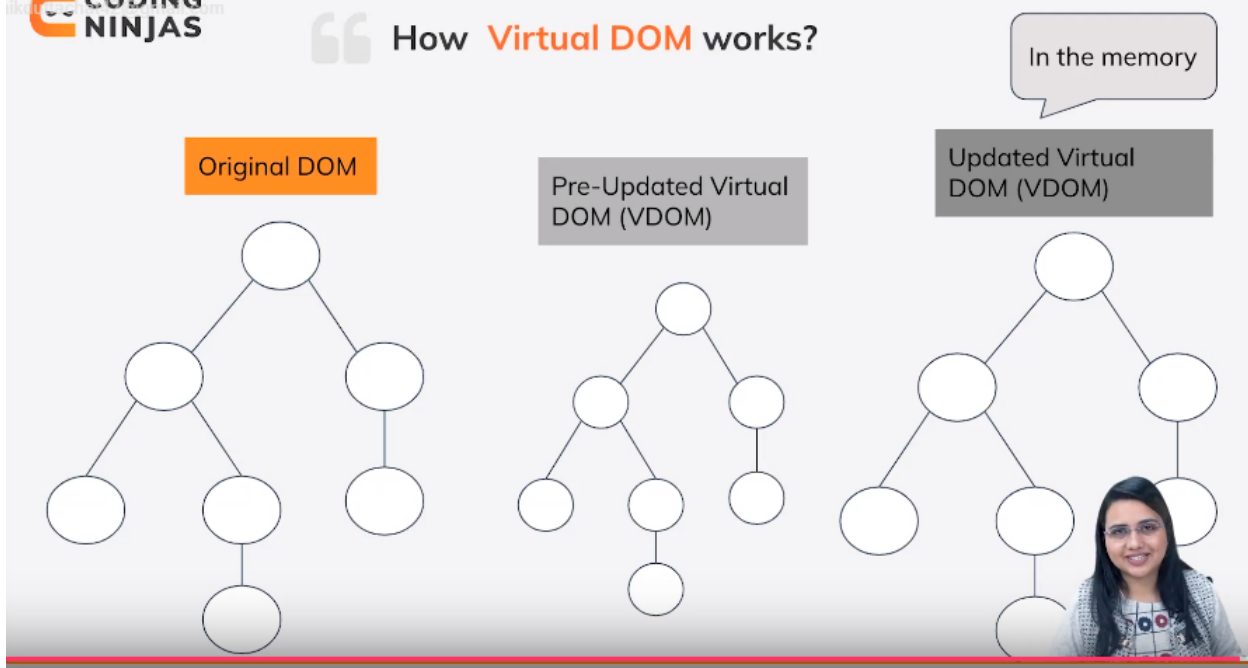 CODING
NINJAS
How Virtual DOM works?
In the memory
Original DOM
Pre-Updated Virtual
DOM (VDOM)
Updated Virtual
DOM (VDOM)